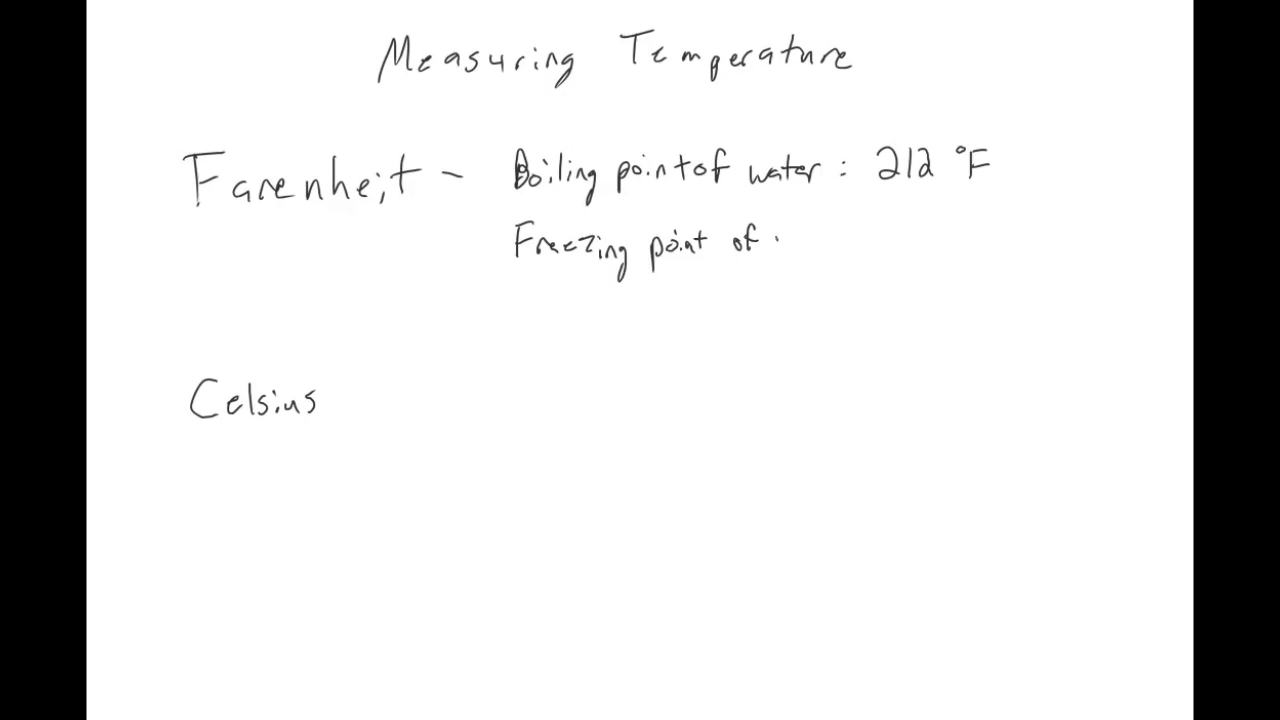 Measuring Temperature
Farenheit - Boiling point of water : 212 °F
Freezing point of
Celsius